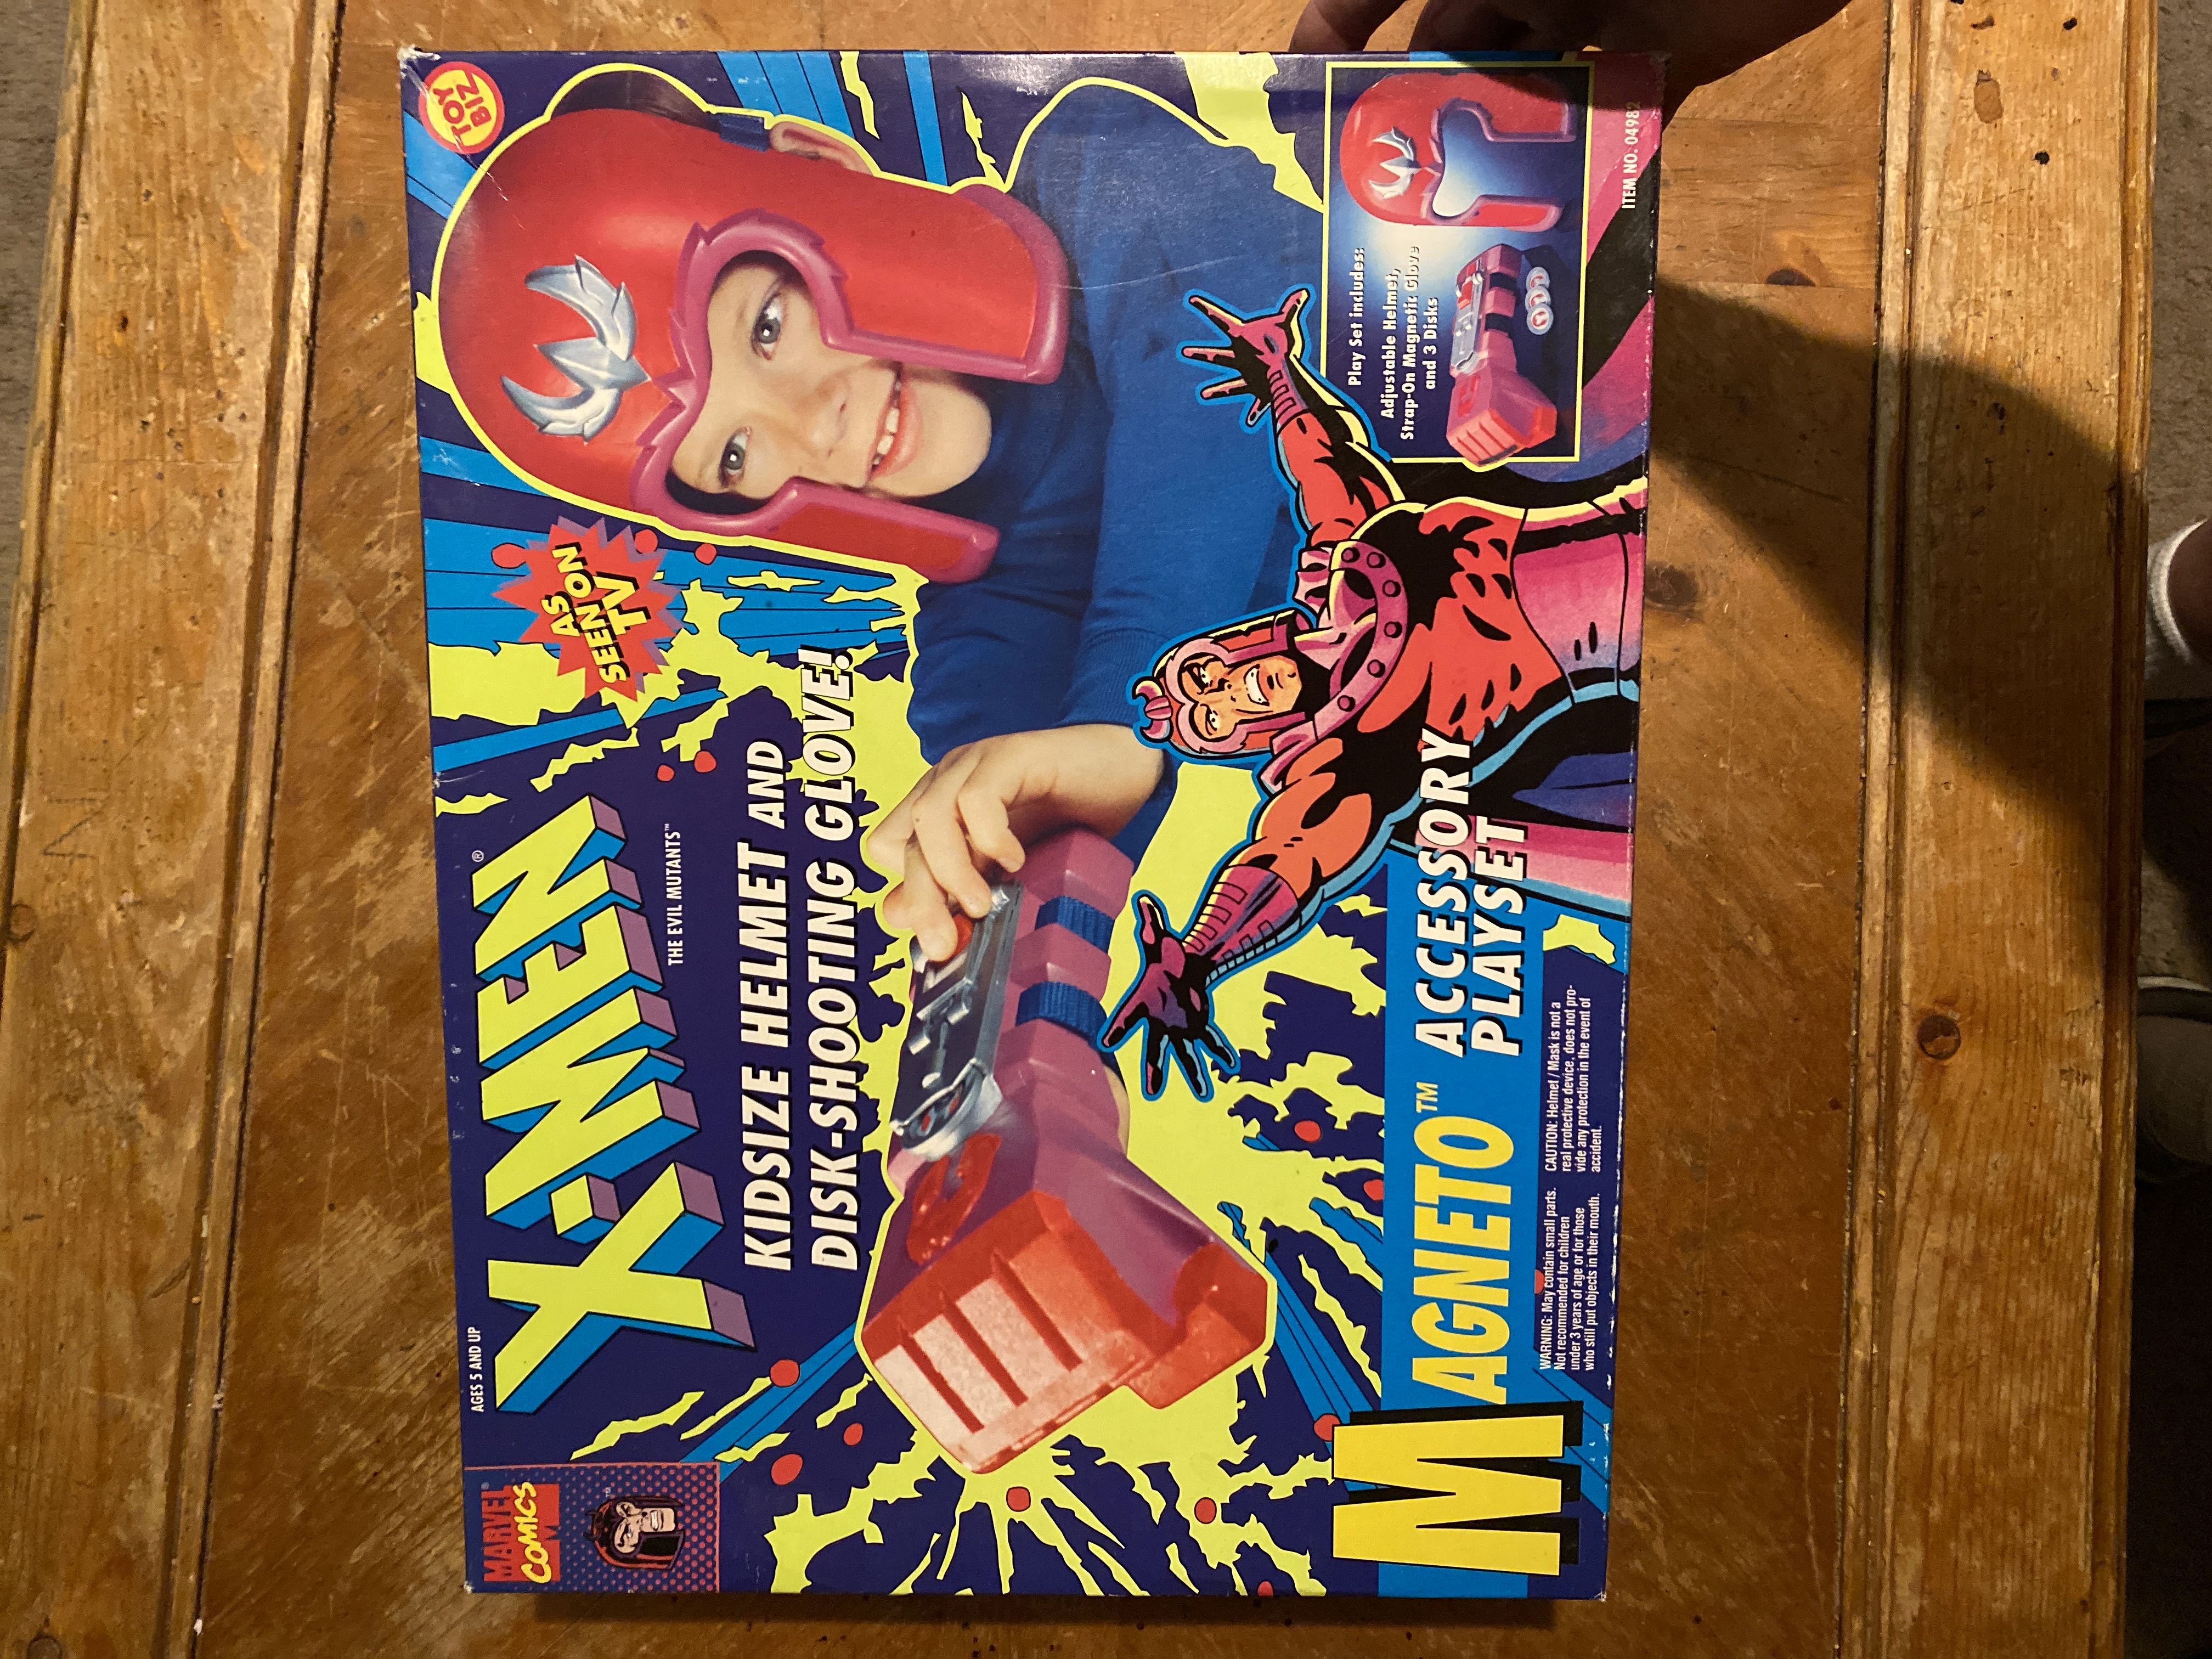 MARVEL®
COMICS
TM
AGES 5 AND UP
X-MEN®
THE EVIL MUTANTS™
TOY
BIZ
AS
SEEN ON
TV
KIDSIZE HELMET AND
DISK-SHOOTING GLOVE!
MAGNETO™ ACCESSORY
PLAYSET
WARNING: May contain small parts.
Not recommended for children
under 3 years of age or for those
who still put objects in their mouth.
CAUTION: Helmet / Mask is not a
real protective device, does not pro-
vide any protection in the event of
accident.
Play Set includes:
Adjustable Helmet,
Strap-On Magnetic Glove
and 3 Disks
ITEM NO. 04982